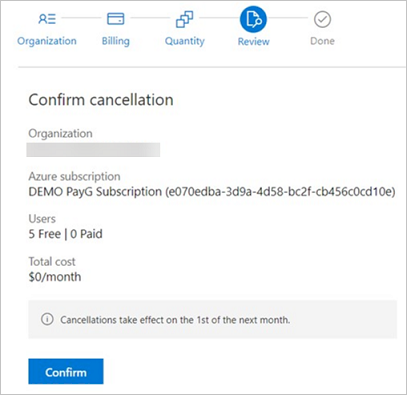 Organization Billing Quantity Review Done
Confirm cancellation
Organization
Azure subscription
DEMO PayG Subscription (e070edba-3d9a-4d58-bc2f-cb456c0cd10e)
Users
5 Free | 0 Paid
Total cost
$0/month
Cancellations take effect on the 1st of the next month.
Confirm